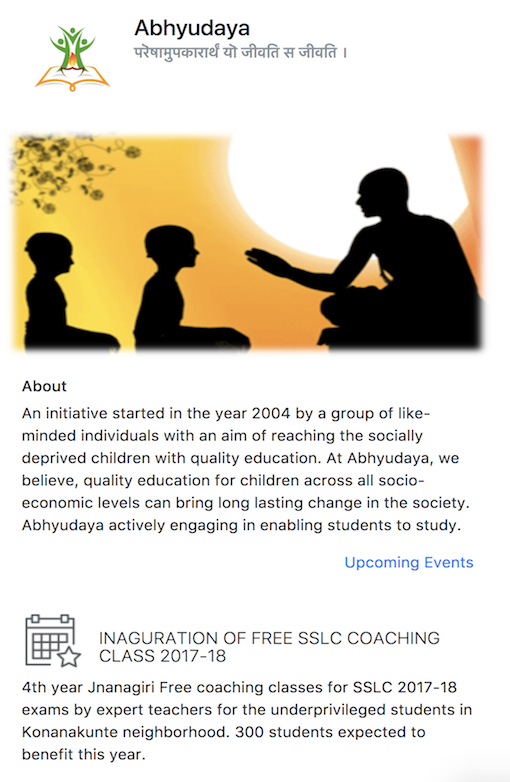 Abhyudaya
परेषामुपकारार्थं यॊ जीवति स जीवति ।
About
An initiative started in the year 2004 by a group of like-
minded individuals with an aim of reaching the socially
deprived children with quality education. At Abhyudaya, we
believe, quality education for children across all socio-
economic levels can bring long lasting change in the society.
Abhyudaya actively engaging in enabling students to study.
Upcoming Events
INAGURATION OF FREE SSLC COACHING
CLASS 2017-18
4th year Jnanagiri Free coaching classes for SSLC 2017-18
exams by expert teachers for the underprivileged students in
Konanakunte neighborhood. 300 students expected to
benefit this year.